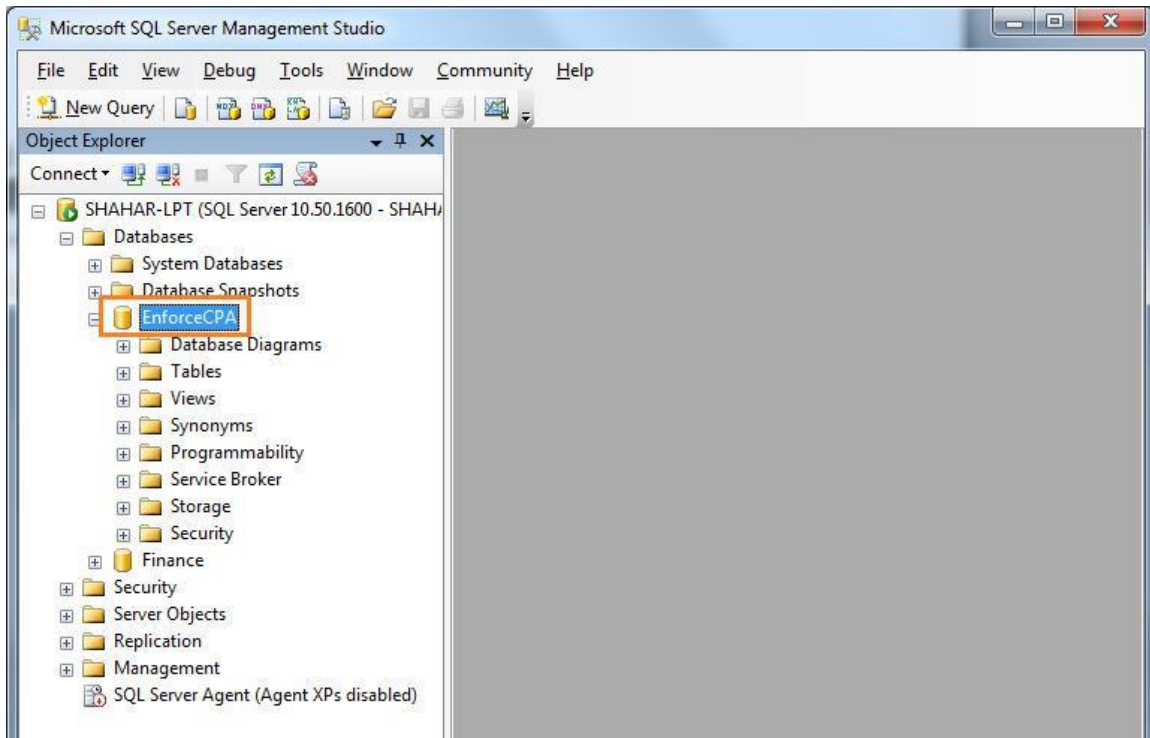 Microsoft SQL Server Management Studio
File Edit View Debug Tools Window Community Help
New Query
Object Explorer
Connect
SHAHAR-LPT (SQL Server 10.50.1600 - SHAHA
Databases
System Databases
Database Snapshots
EnforceCPA
Database Diagrams
Tables
Views
Synonyms
Programmability
Service Broker
Storage
Security
Finance
Security
Server Objects
Replication
Management
SQL Server Agent (Agent XPs disabled)